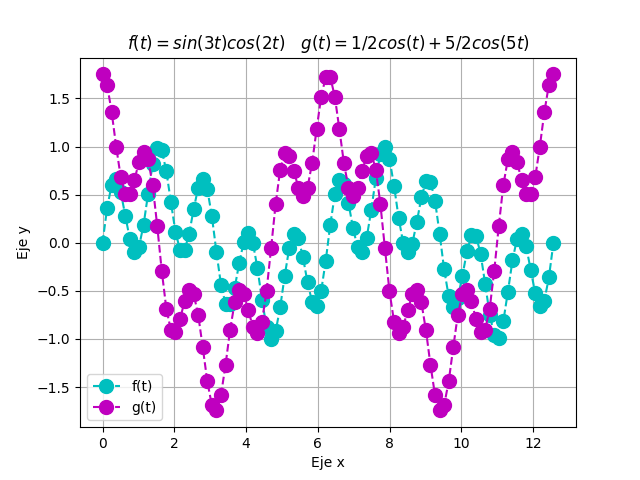 f(t) = sin(3t)cos(2t) g(t) = 1/2cos(t) + 5/2cos(5t)
Eje y
1.5
1.0
0.5
0.0
−0.5
−1.0
−1.5
f(t)
g(t)
0 2 4 6 8 10 12
Eje x